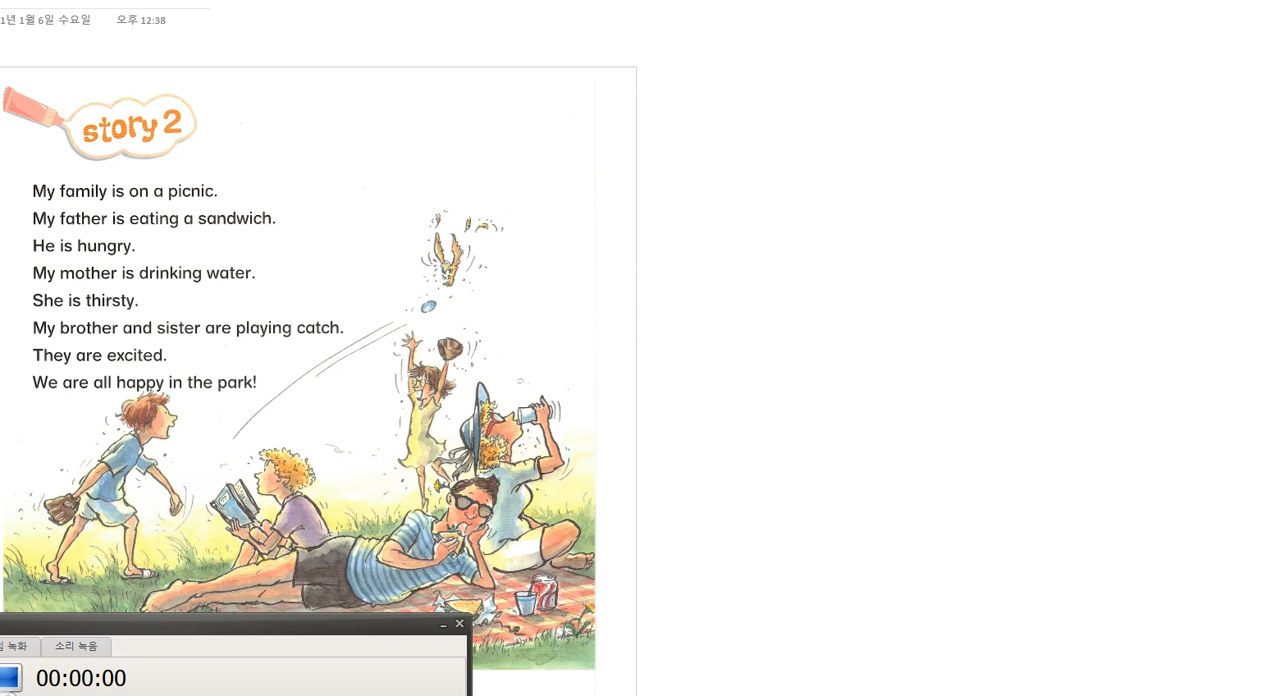 1년 1월 6일 수요일 오후 12:38
story 2
My family is on a picnic.
My father is eating a sandwich.
He is hungry.
My mother is drinking water.
She is thirsty.
My brother and sister are playing catch.
They are excited.
We are all happy in the park!
녹화 소리 녹음
00:00:00